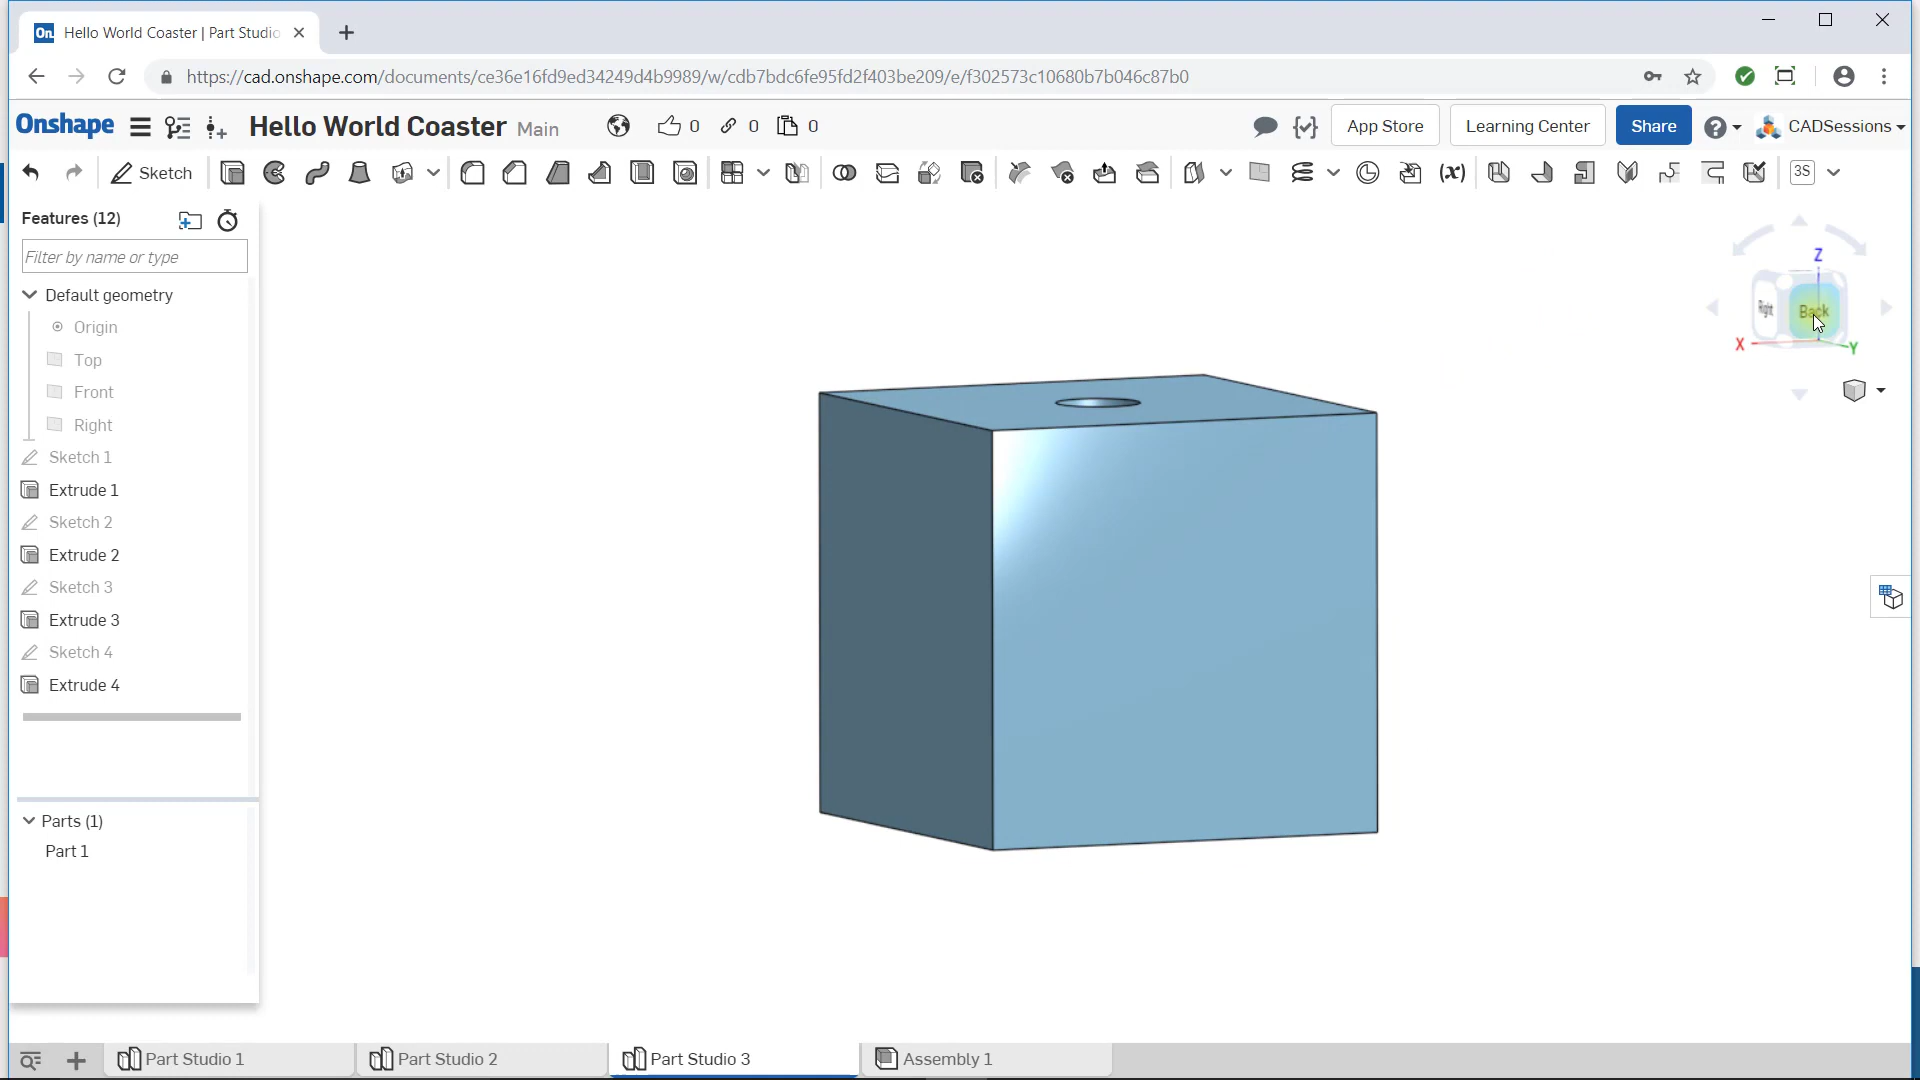 Hello World Coaster | Part Studio
https://cad.onshape.com/documents/ce36e16fd9ed34249d4b9989/w/cdb7bdc6fe95fd2f403be209/e/f302573c10680b7b046c87b0
Onshape Hello World Coaster Main 0 0 0 App Store Learning Center Share CADSessions
Sketch (x) 3S
Features (12)
Filter by name or type
Default geometry
Origin
Top
Front
Right
Sketch 1
Extrude 1
Sketch 2
Extrude 2
Sketch 3
Extrude 3
Sketch 4
Extrude 4
Parts (1)
Part 1
Z
Right Back
X Y
Part Studio 1 Part Studio 2 Part Studio 3 Assembly 1